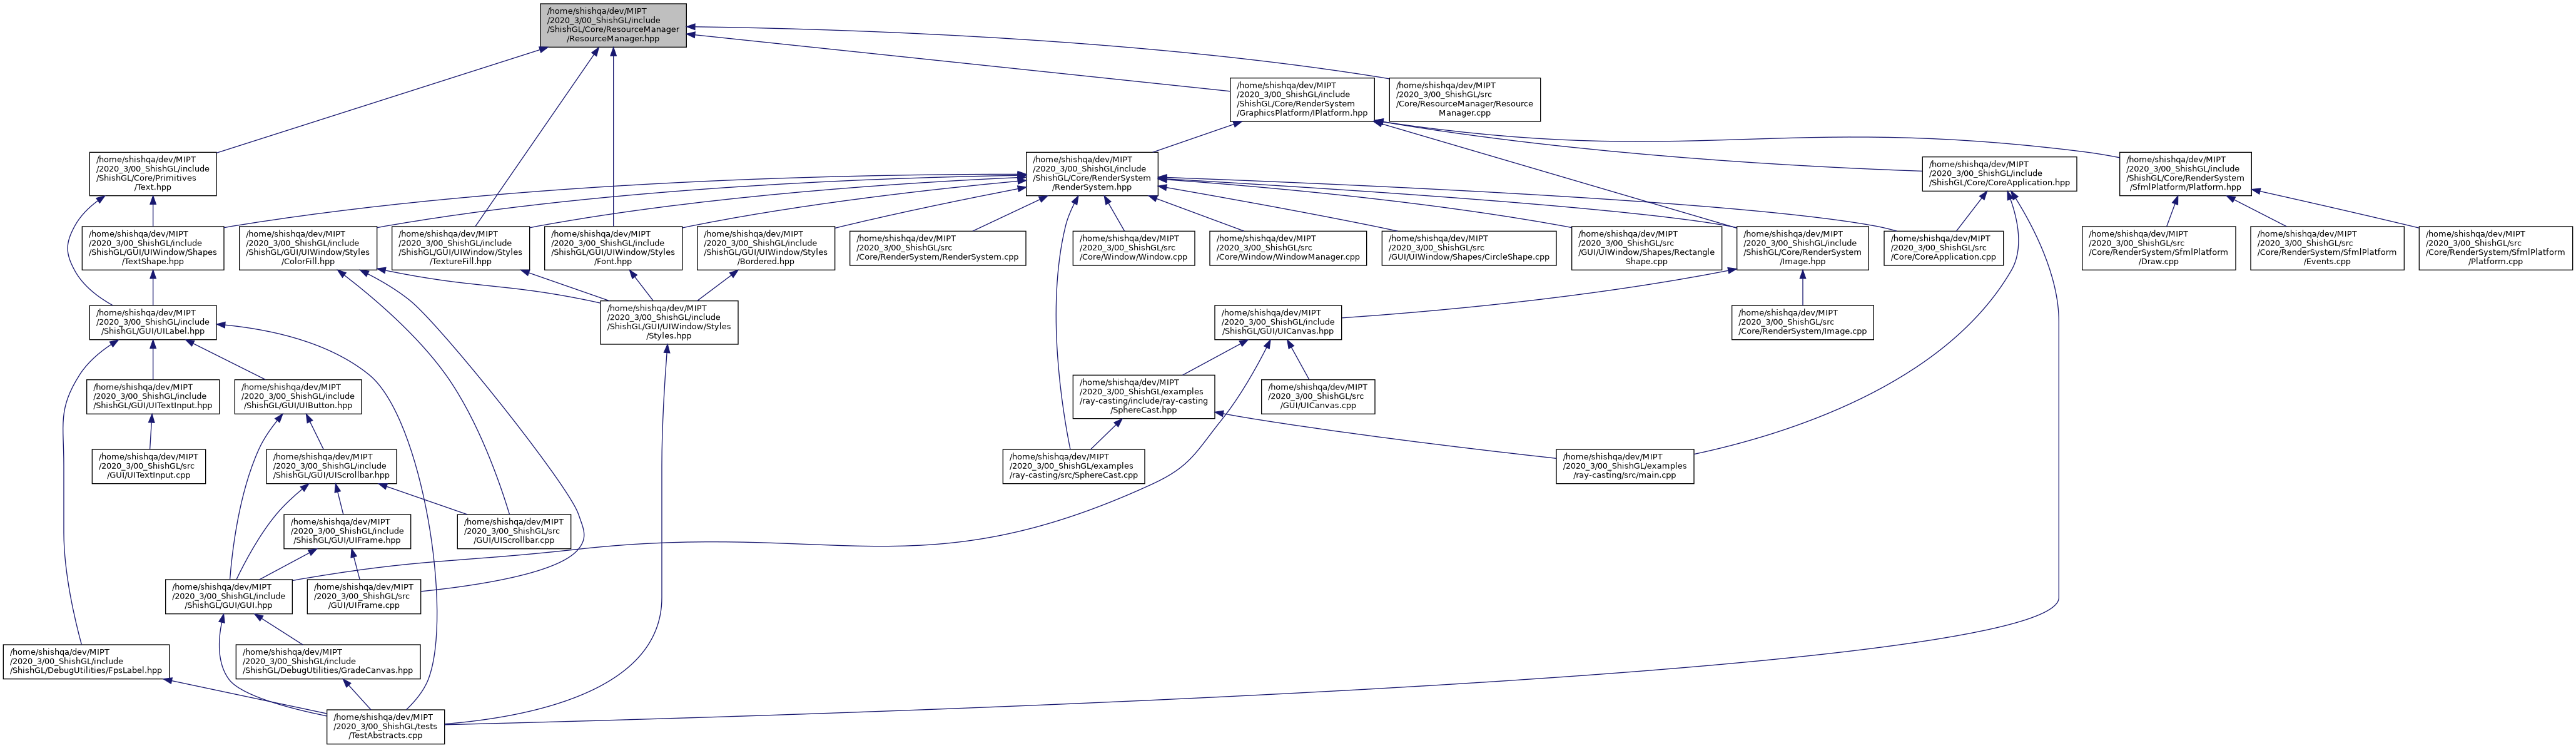 /home/shishqa/dev/MIPT
/2020_3/00_ShishGL/include
/ShishGL/Core/ResourceManager
/ResourceManager.hpp
/home/shishqa/dev/MIPT
/2020_3/00_ShishGL/include
/ShishGL/Core/RenderSystem
/GraphicsPlatform/IPlatform.hpp
/home/shishqa/dev/MIPT
/2020_3/00_ShishGL/src
/Core/ResourceManager/Resource
Manager.cpp
/home/shishqa/dev/MIPT
/2020_3/00_ShishGL/include
/ShishGL/Core/Primitives
/Text.hpp
/home/shishqa/dev/MIPT
/2020_3/00_ShishGL/include
/ShishGL/Core/RenderSystem
/RenderSystem.hpp
/home/shishqa/dev/MIPT
/2020_3/00_ShishGL/include
/ShishGL/Core/CoreApplication.hpp
/home/shishqa/dev/MIPT
/2020_3/00_ShishGL/include
/ShishGL/Core/RenderSystem
/SfmlPlatform/Platform.hpp
/home/shishqa/dev/MIPT
/2020_3/00_ShishGL/include
/ShishGL/GUI/UIWindow/Shapes
/TextShape.hpp
/home/shishqa/dev/MIPT
/2020_3/00_ShishGL/include
/ShishGL/GUI/UIWindow/Styles
/ColorFill.hpp
/home/shishqa/dev/MIPT
/2020_3/00_ShishGL/include
/ShishGL/GUI/UIWindow/Styles
/TextureFill.hpp
/home/shishqa/dev/MIPT
/2020_3/00_ShishGL/include
/ShishGL/GUI/UIWindow/Styles
/Font.hpp
/home/shishqa/dev/MIPT
/2020_3/00_ShishGL/include
/ShishGL/GUI/UIWindow/Styles
/Bordered.hpp
/home/shishqa/dev/MIPT
/2020_3/00_ShishGL/src
/Core/RenderSystem/RenderSystem.cpp
/home/shishqa/dev/MIPT
/2020_3/00_ShishGL/src
/Core/Window/Window.cpp
/home/shishqa/dev/MIPT
/2020_3/00_ShishGL/src
/Core/Window/WindowManager.cpp
/home/shishqa/dev/MIPT
/2020_3/00_ShishGL/src
/GUI/UIWindow/Shapes/CircleShape.cpp
/home/shishqa/dev/MIPT
/2020_3/00_ShishGL/src
/GUI/UIWindow/Shapes/Rectangle
Shape.cpp
/home/shishqa/dev/MIPT
/2020_3/00_ShishGL/include
/ShishGL/Core/RenderSystem
/Image.hpp
/home/shishqa/dev/MIPT
/2020_3/00_ShishGL/src
/Core/CoreApplication.cpp
/home/shishqa/dev/MIPT
/2020_3/00_ShishGL/src
/Core/RenderSystem/SfmlPlatform
/Draw.cpp
/home/shishqa/dev/MIPT
/2020_3/00_ShishGL/src
/Core/RenderSystem/SfmlPlatform
/Events.cpp
/home/shishqa/dev/MIPT
/2020_3/00_ShishGL/src
/Core/RenderSystem/SfmlPlatform
/Platform.cpp
/home/shishqa/dev/MIPT
/2020_3/00_ShishGL/include
/ShishGL/GUI/UILabel.hpp
/home/shishqa/dev/MIPT
/2020_3/00_ShishGL/include
/ShishGL/GUI/UIWindow/Styles
/Styles.hpp
/home/shishqa/dev/MIPT
/2020_3/00_ShishGL/include
/ShishGL/GUI/UICanvas.hpp
/home/shishqa/dev/MIPT
/2020_3/00_ShishGL/src
/Core/RenderSystem/Image.cpp
/home/shishqa/dev/MIPT
/2020_3/00_ShishGL/include
/ShishGL/GUI/UITextInput.hpp
/home/shishqa/dev/MIPT
/2020_3/00_ShishGL/include
/ShishGL/GUI/UIButton.hpp
/home/shishqa/dev/MIPT
/2020_3/00_ShishGL/examples
/ray-casting/include/ray-casting
/SphereCast.hpp
/home/shishqa/dev/MIPT
/2020_3/00_ShishGL/src
/GUI/UICanvas.cpp
/home/shishqa/dev/MIPT
/2020_3/00_ShishGL/src
/GUI/UITextInput.cpp
/home/shishqa/dev/MIPT
/2020_3/00_ShishGL/include
/ShishGL/GUI/UIScrollbar.hpp
/home/shishqa/dev/MIPT
/2020_3/00_ShishGL/examples
/ray-casting/src/SphereCast.cpp
/home/shishqa/dev/MIPT
/2020_3/00_ShishGL/examples
/ray-casting/src/main.cpp
/home/shishqa/dev/MIPT
/2020_3/00_ShishGL/include
/ShishGL/GUI/UIFrame.hpp
/home/shishqa/dev/MIPT
/2020_3/00_ShishGL/src
/GUI/UIScrollbar.cpp
/home/shishqa/dev/MIPT
/2020_3/00_ShishGL/include
/ShishGL/GUI/GUI.hpp
/home/shishqa/dev/MIPT
/2020_3/00_ShishGL/src
/GUI/UIFrame.cpp
/home/shishqa/dev/MIPT
/2020_3/00_ShishGL/include
/ShishGL/DebugUtilities/FpsLabel.hpp
/home/shishqa/dev/MIPT
/2020_3/00_ShishGL/include
/ShishGL/DebugUtilities/GradeCanvas.hpp
/home/shishqa/dev/MIPT
/2020_3/00_ShishGL/tests
/TestAbstracts.cpp